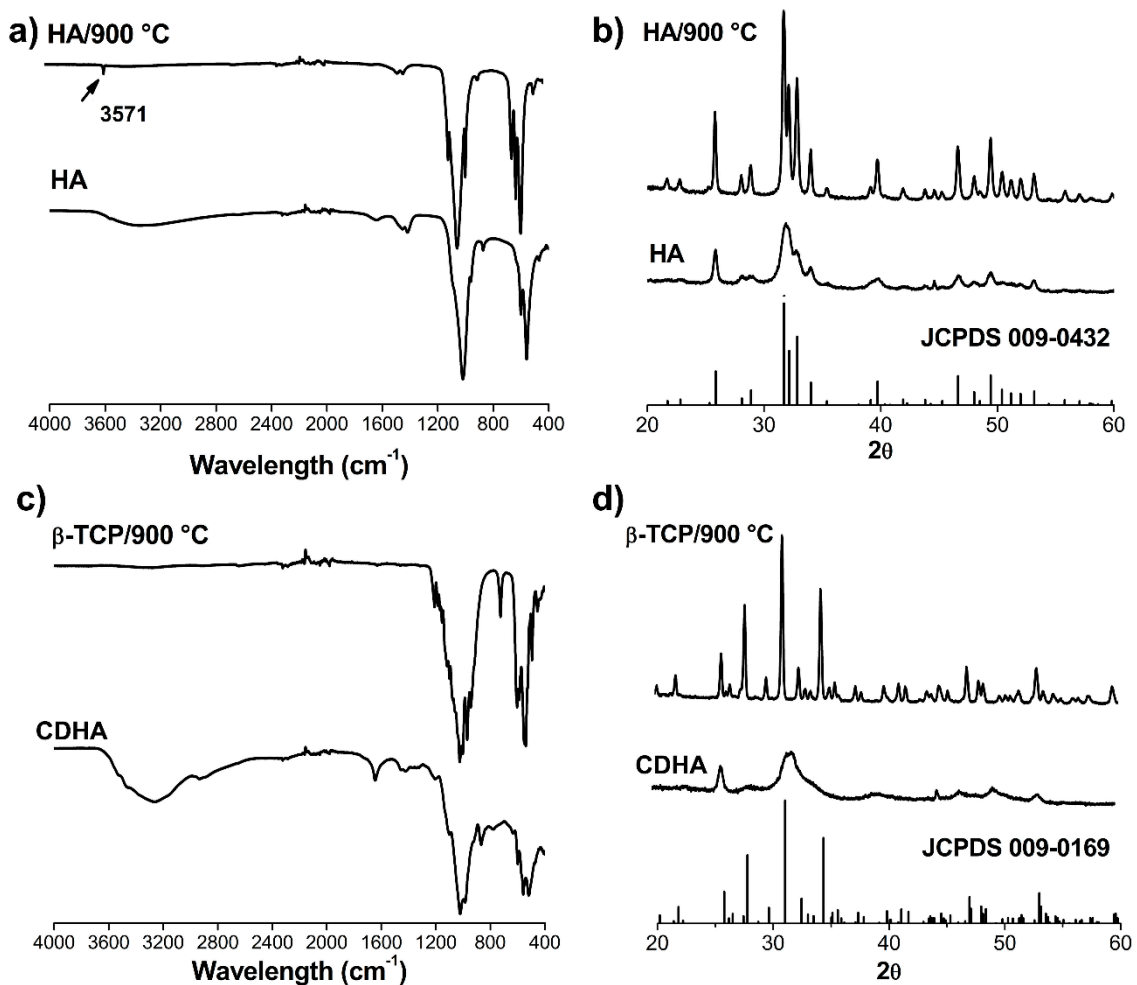 a) HA/900 °C
3571
HA
4000 3600 3200 2800 2400 2000 1600 1200 800 400
Wavelength (cm-1)
b) HA/900 °C
HA
JCPDS 009-0432
20 30 40 50 60
2θ
c) β-TCP/900 °C
CDHA
4000 3600 3200 2800 2400 2000 1600 1200 800 400
Wavelength (cm-1)
d) β-TCP/900 °C
CDHA
JCPDS 009-0169
20 30 40 50 60
2θ